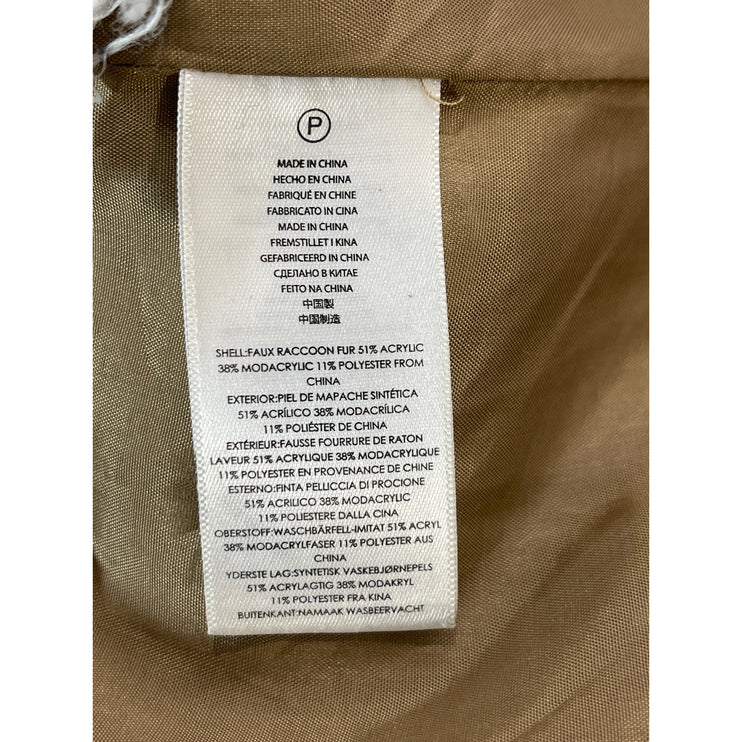 P
MADE IN CHINA
HECHO EN CHINA
FABRIQUÉ EN CHINE
FABBRICATO IN CINA
MADE IN CHINA
FREMSTILLET I KINA
GEFABRICEERD IN CHINA
СДЕЛАНО В КИТАЕ
FEITO NA CHINA
中国製
中国制造
SHELL:FAUX RACCOON FUR 51% ACRYLIC
38% MODACRYLIC 11% POLYESTER FROM
CHINA
EXTERIOR:PIEL DE MAPACHE SINTÉTICA
51% ACRÍLICO 38% MODACRÍLICA
11% POLIÉSTER DE CHINA
EXTÉRIEUR:FAUSSE FOURRURE DE RATON
LAVEUR 51% ACRYLIQUE 38% MODACRYLIQUE
11% POLYESTER EN PROVENANCE DE CHINE
ESTERNO:FINTA PELLICCIA DI PROCIONE
51% ACRILICO 38% MODACRYLIC
11% POLIESTERE DALLA CINA
OBERSTOFF:WASCHBÄRFELL-IMITAT 51% ACRYL
38% MODACRYLFASER 11% POLYESTER AUS
CHINA
YDERSTE LAG:SYNTETISK VASKEBJØRNEPELS
51% ACRYLAGTIG 38% MODAKRYL
11% POLYESTER FRA KINA
BUITENKANT:NAMAAK WASBEERVACHT